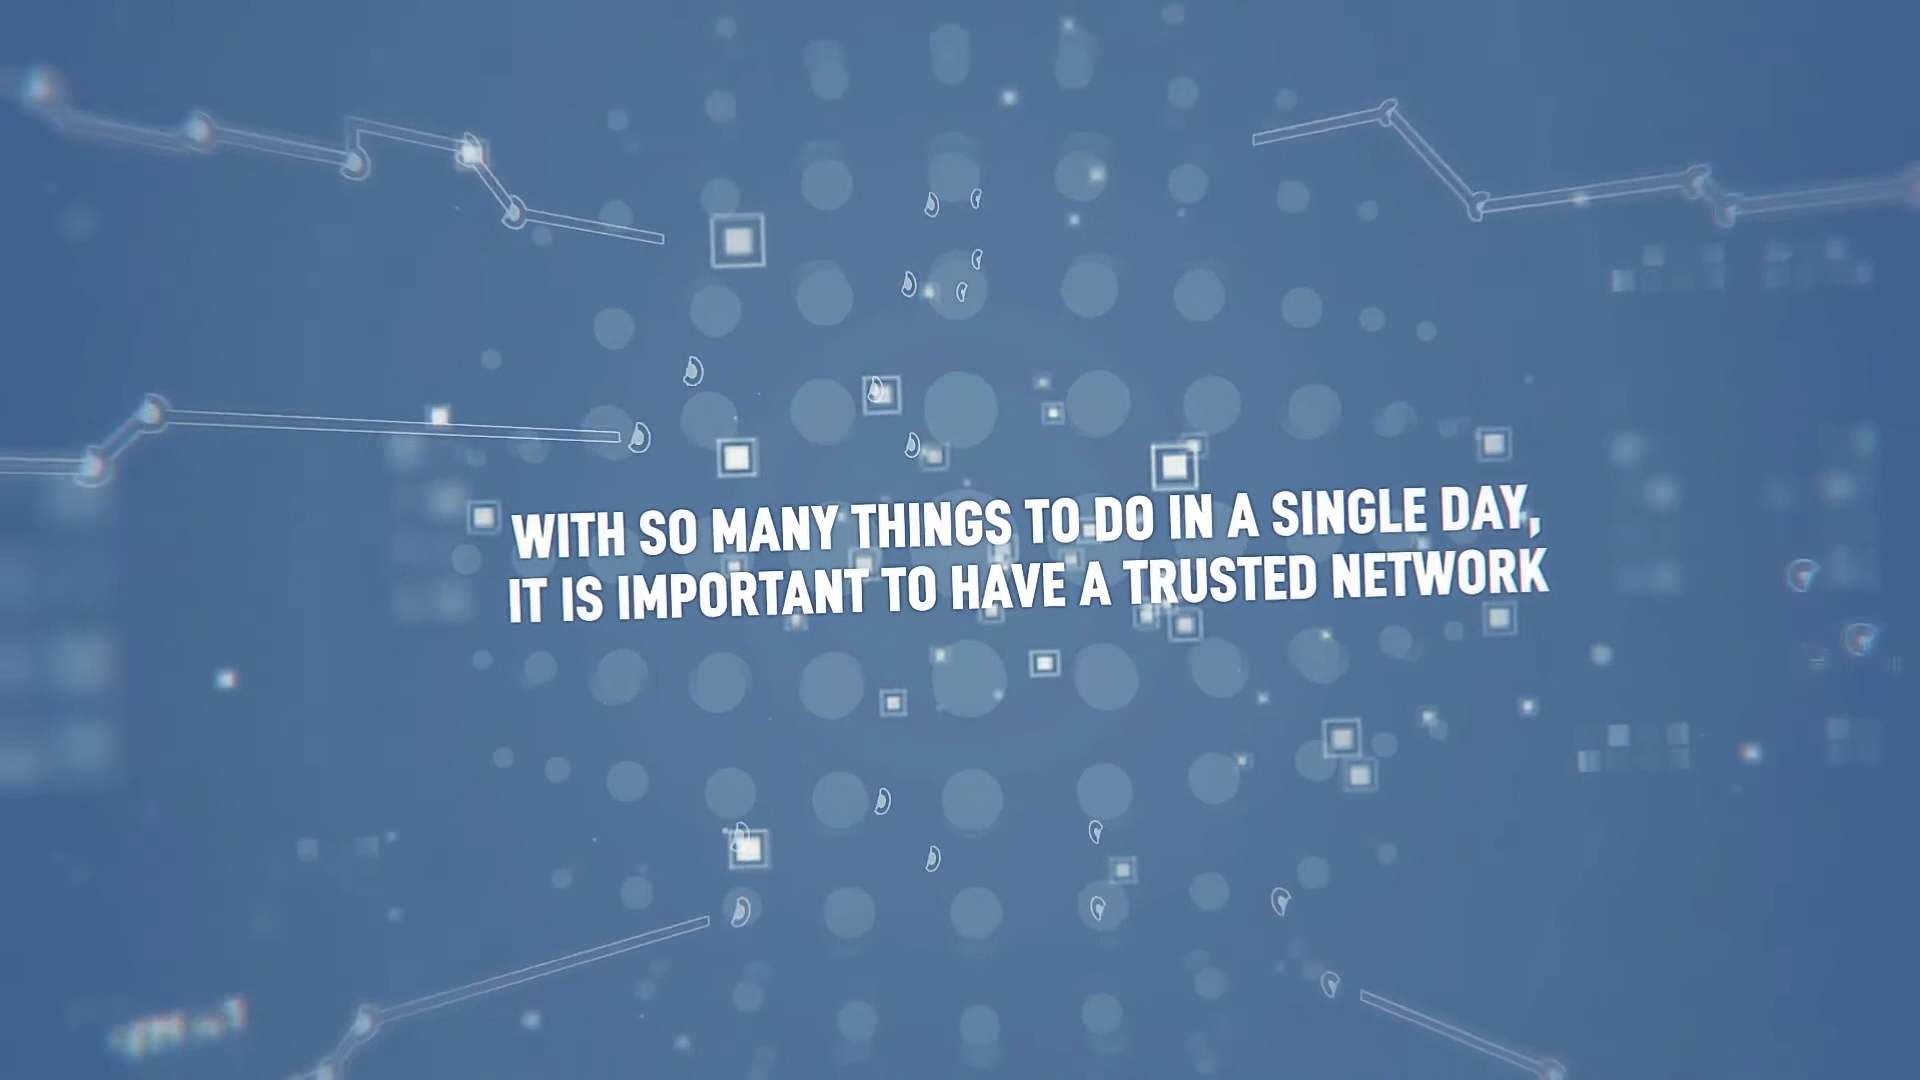 WITH SO MANY THINGS TO DO IN A SINGLE DAY,
IT IS IMPORTANT TO HAVE A TRUSTED NETWORK